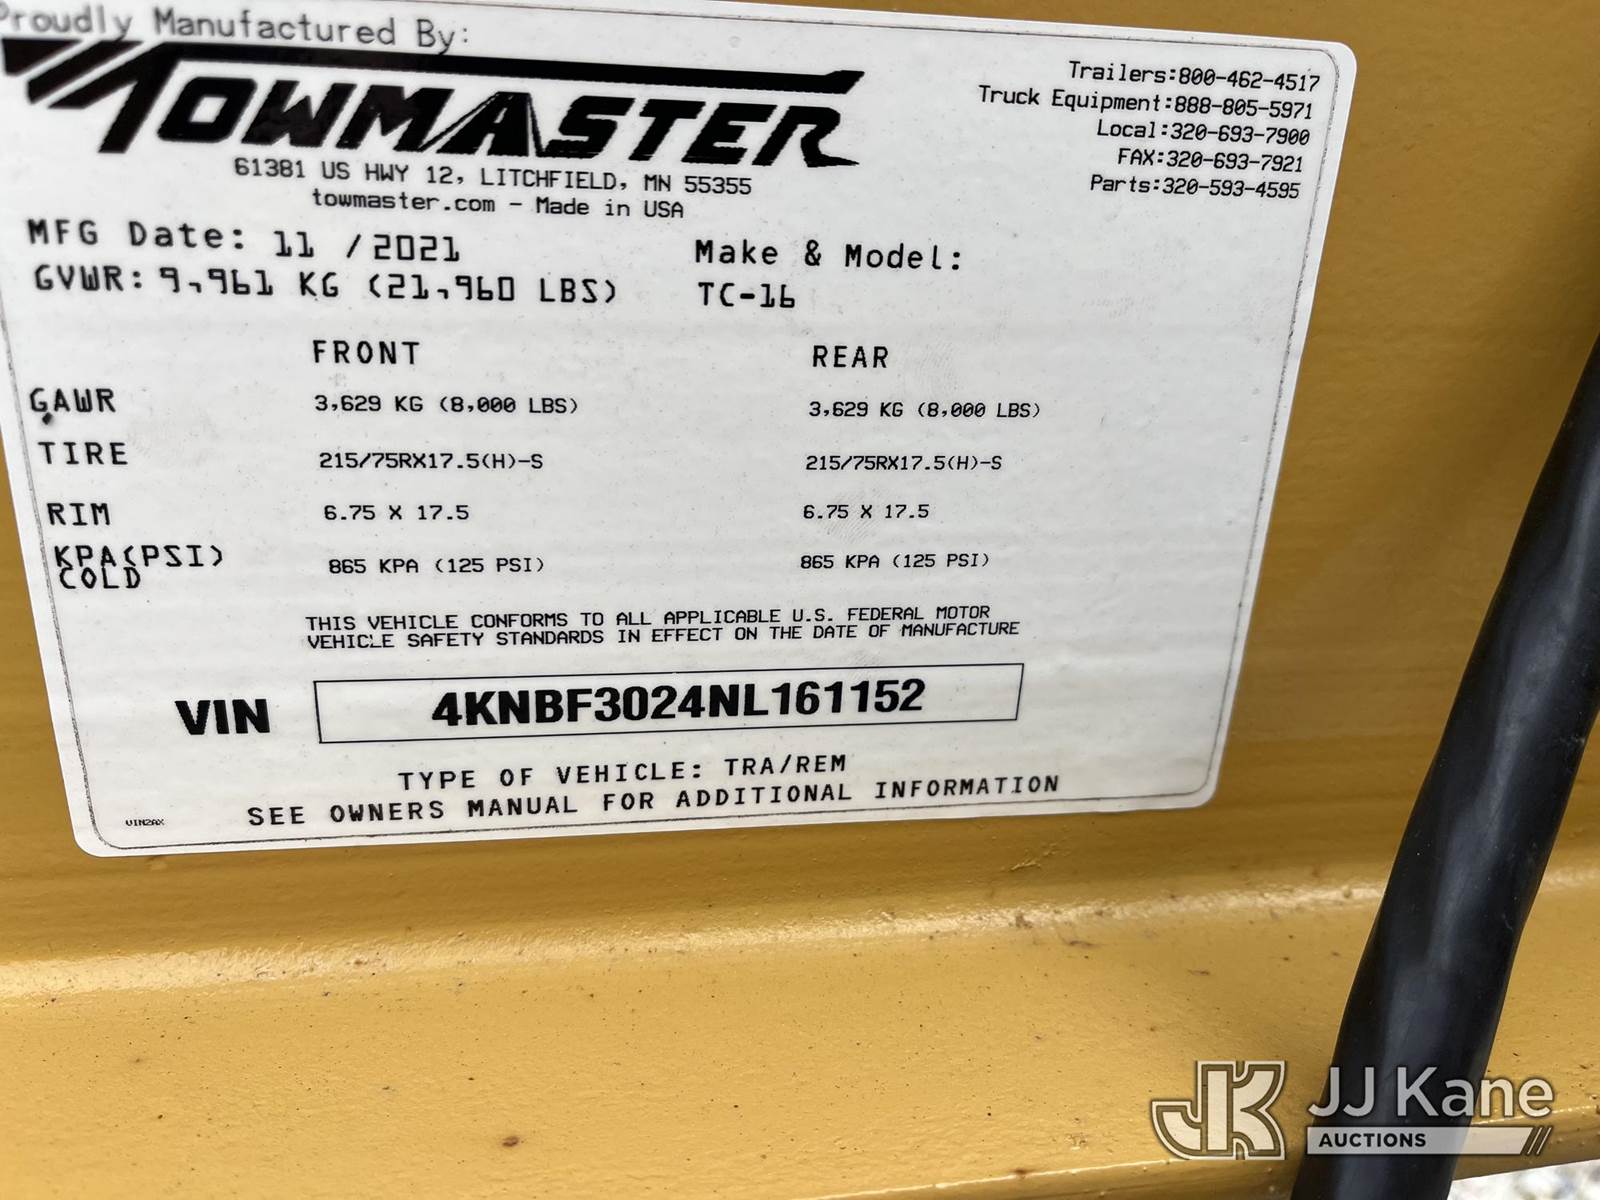 Proudly Manufactured By:
TOWMASTER
61381 US HWY 12, LITCHFIELD, MN 55355
towmaster.com - Made in USA
Trailers:800-462-4517
Truck Equipment:888-805-5971
Local:320-693-7900
FAX:320-693-7921
Parts:320-593-4595
MFG Date: 11 /2021
GVWR: 9,961 KG (21,960 LBS)
Make & Model:
TC-16
FRONT REAR
GAWR 3,629 KG (8,000 LBS) 3,629 KG (8,000 LBS)
TIRE 215/75RX17.5(H)-S 215/75RX17.5(H)-S
RIM 6.75 X 17.5 6.75 X 17.5
KPA(PSI) 865 KPA (125 PSI) 865 KPA (125 PSI)
COLD
THIS VEHICLE CONFORMS TO ALL APPLICABLE U.S. FEDERAL MOTOR
VEHICLE SAFETY STANDARDS IN EFFECT ON THE DATE OF MANUFACTURE
VIN 4KNBF3024NL161152
TYPE OF VEHICLE: TRA/REM
SEE OWNERS MANUAL FOR ADDITIONAL INFORMATION
VIN2AX
JK JJ Kane
AUCTIONS